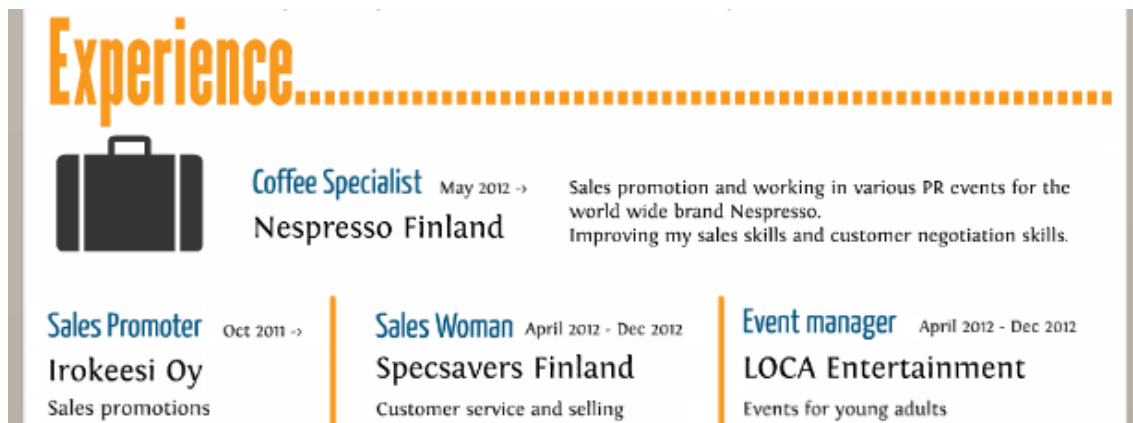 Experience
Coffee Specialist May 2012 ->
Nespresso Finland
Sales promotion and working in various PR events for the
world wide brand Nespresso.
Improving my sales skills and customer negotiation skills.
Sales Promoter Oct 2011 ->
Irokeesi Oy
Sales promotions
Sales Woman April 2012 - Dec 2012
Specsavers Finland
Customer service and selling
Event manager April 2012 - Dec 2012
LOCA Entertainment
Events for young adults